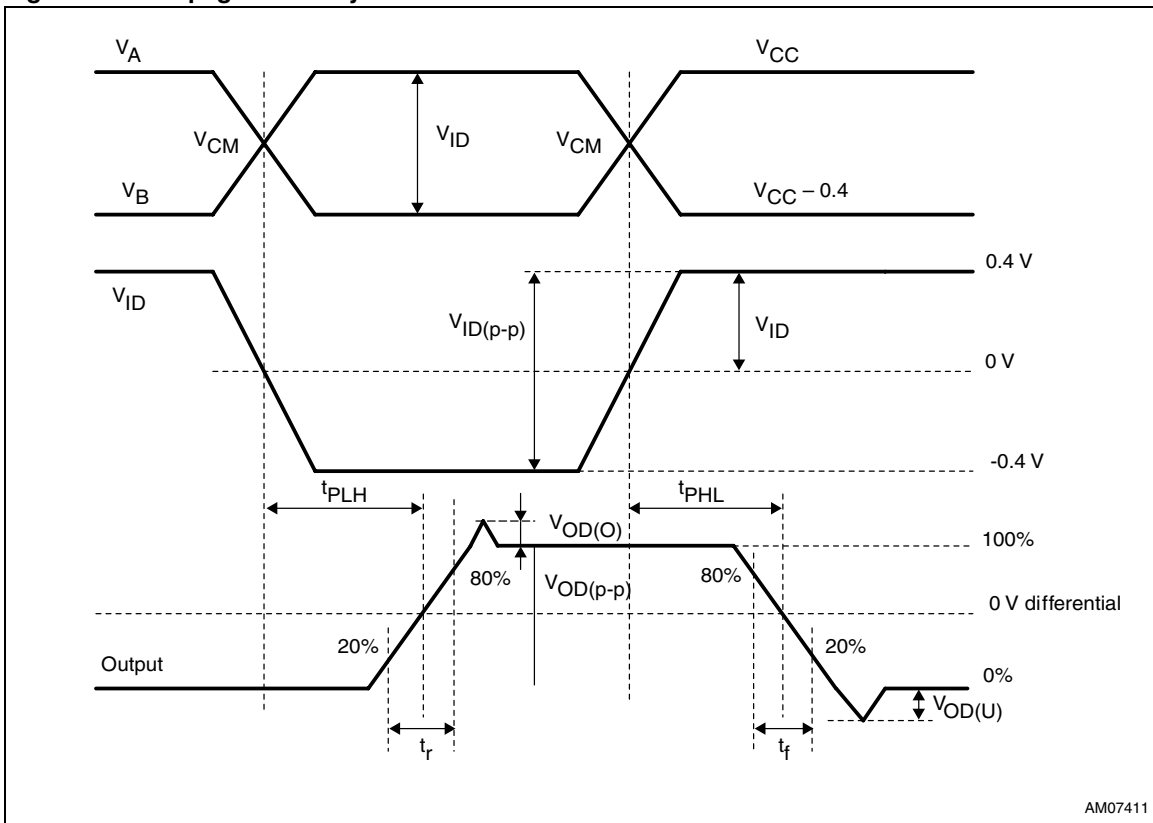 V_A
V_CC
V_CM
V_ID
V_CM
V_B
V_CC – 0.4
0.4 V
V_ID
V_ID(p-p)
V_ID
0 V
-0.4 V
t_PLH
t_PHL
V_OD(O)
100%
80%
V_OD(p-p)
80%
0 V differential
20%
20%
Output
0%
V_OD(U)
t_r
t_f
AM07411